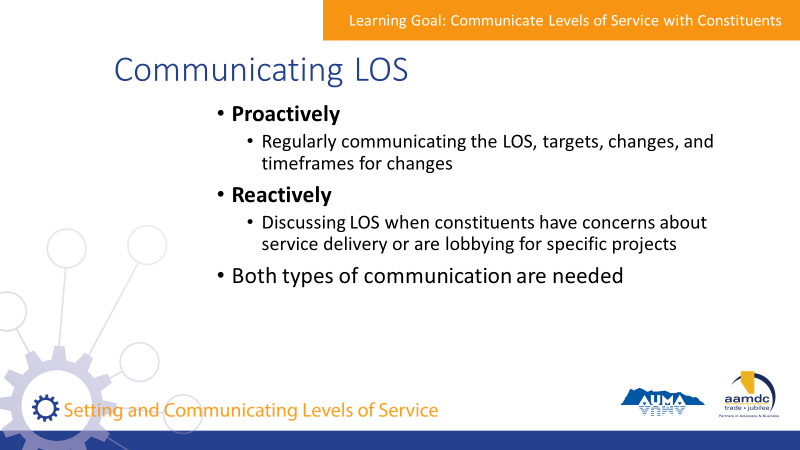 Learning Goal: Communicate Levels of Service with Constituents
Communicating LOS
• Proactively
• Regularly communicating the LOS, targets, changes, and
timeframes for changes
• Reactively
• Discussing LOS when constituents have concerns about
service delivery or are lobbying for specific projects
• Both types of communication are needed
Setting and Communicating Levels of Service
AUMA
aamdc
trade • jubilee
Partners in Advocacy & Business